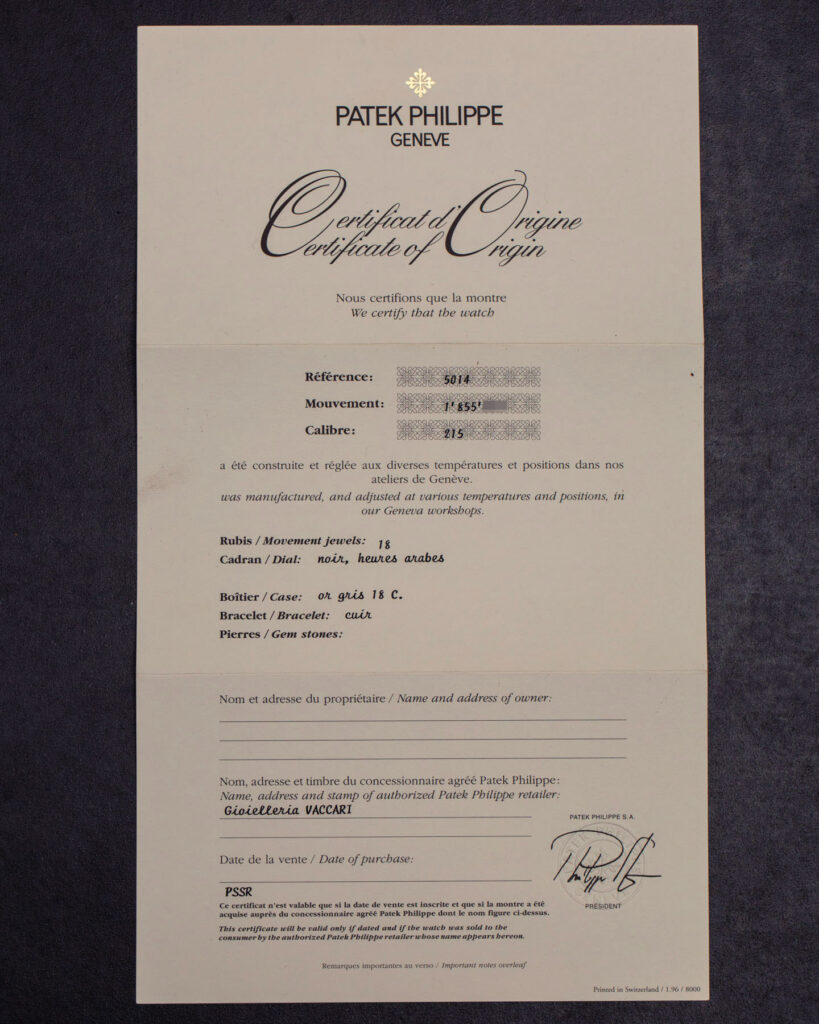 PATEK PHILIPPE
GENEVE
Certificat d'Origine
Certificate of Origin
Nous certifions que la montre
We certify that the watch
Référence: 5014
Mouvement: 1'855'
Calibre: 215
a été construite et réglée aux diverses températures et positions dans nos
ateliers de Genève.
was manufactured, and adjusted at various temperatures and positions, in
our Geneva workshops.
Rubis / Movement jewels: 18
Cadran / Dial: noir, heures arabes
Boîtier / Case: or gris 18 C.
Bracelet / Bracelet: cuir
Pierres / Gem stones:
Nom et adresse du propriétaire / Name and address of owner:
Nom, adresse et timbre du concessionnaire agréé Patek Philippe:
Name, address and stamp of authorized Patek Philippe retailer:
Gioielleria VACCARI
PATEK PHILIPPE S.A.
Date de la vente / Date of purchase:
PSSR
PRÉSIDENT
Ce certificat n'est valable que si la date de vente est inscrite et que si la montre a été
acquise auprès du concessionnaire agréé Patek Philippe dont le nom figure ci-dessus.
This certificate will be valid only if dated and if the watch was sold to the
consumer by the authorized Patek Philippe retailer whose name appears hereon.
Remarques importantes au verso / Important notes overleaf
Printed in Switzerland / 1.96 / 8000